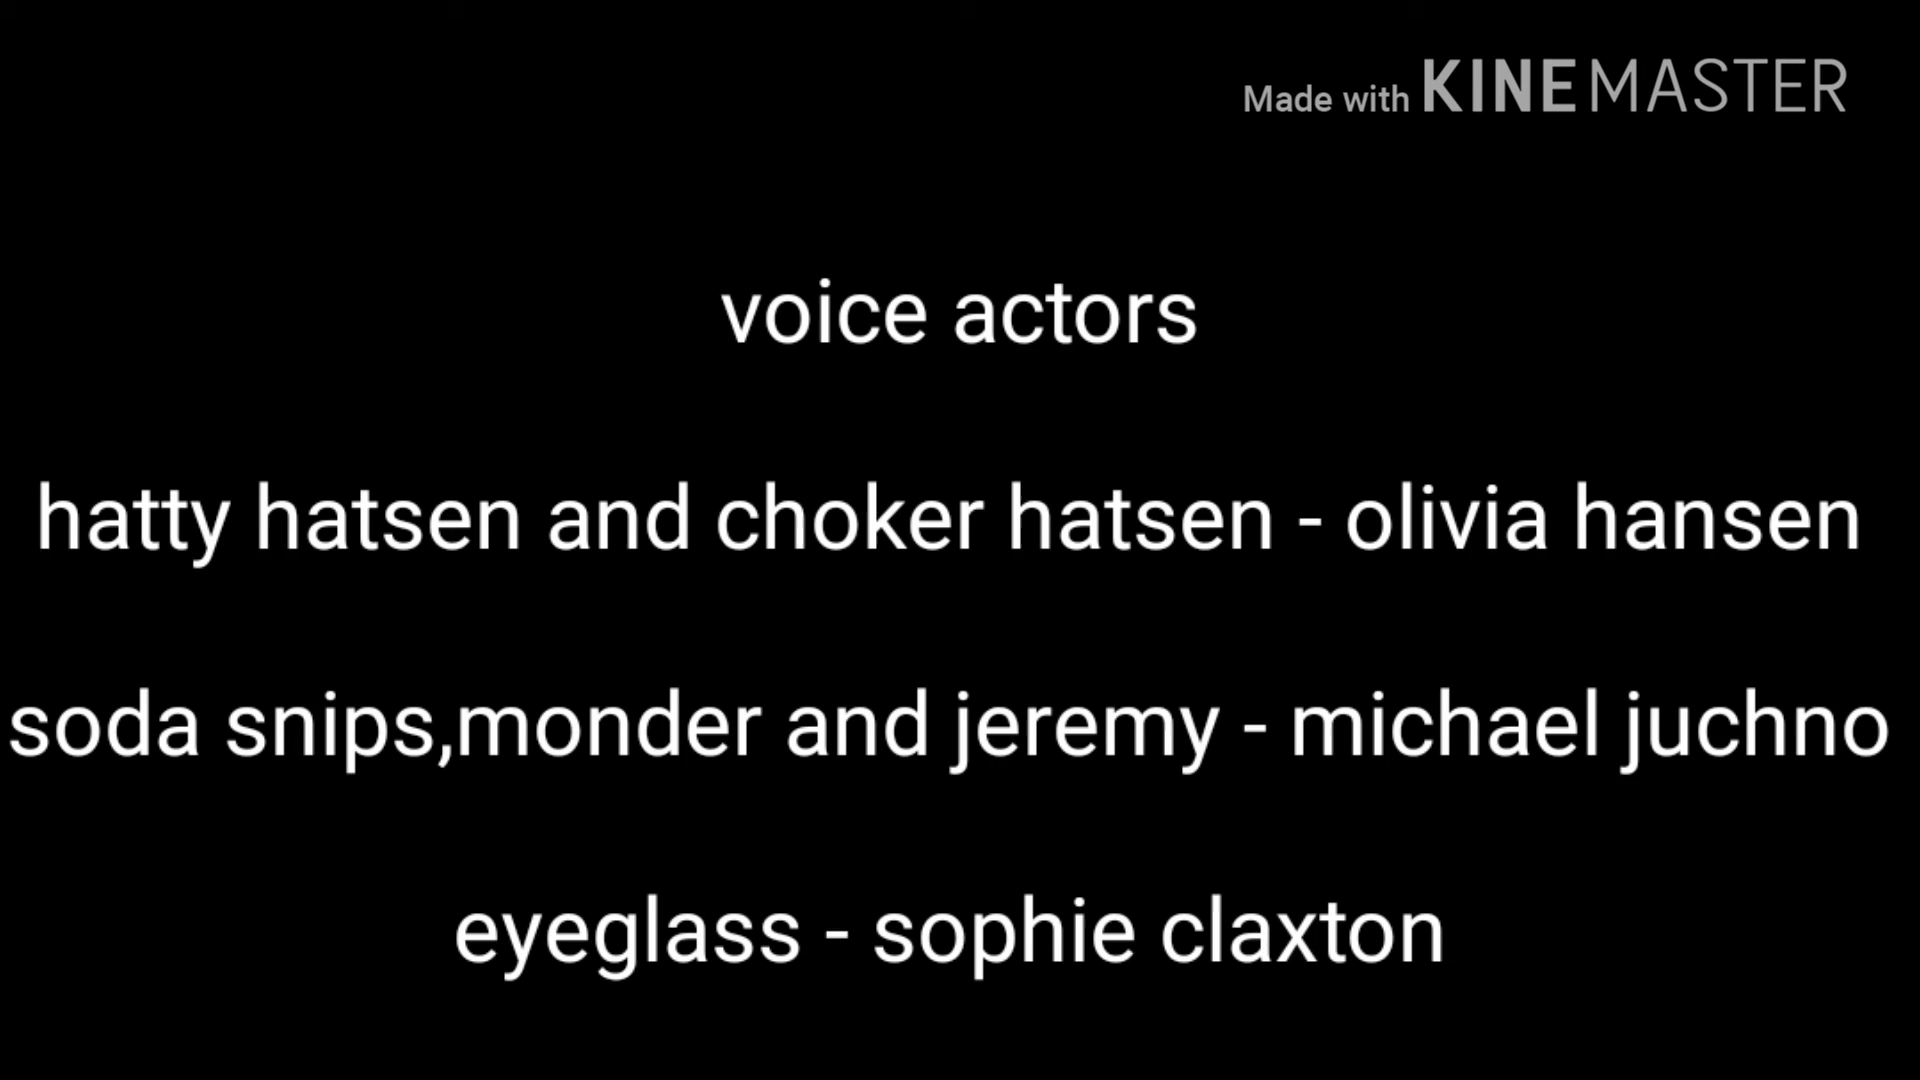 Made with KINEMASTER
voice actors
hatty hatsen and choker hatsen - olivia hansen
soda snips,monder and jeremy - michael juchno
eyeglass - sophie claxton